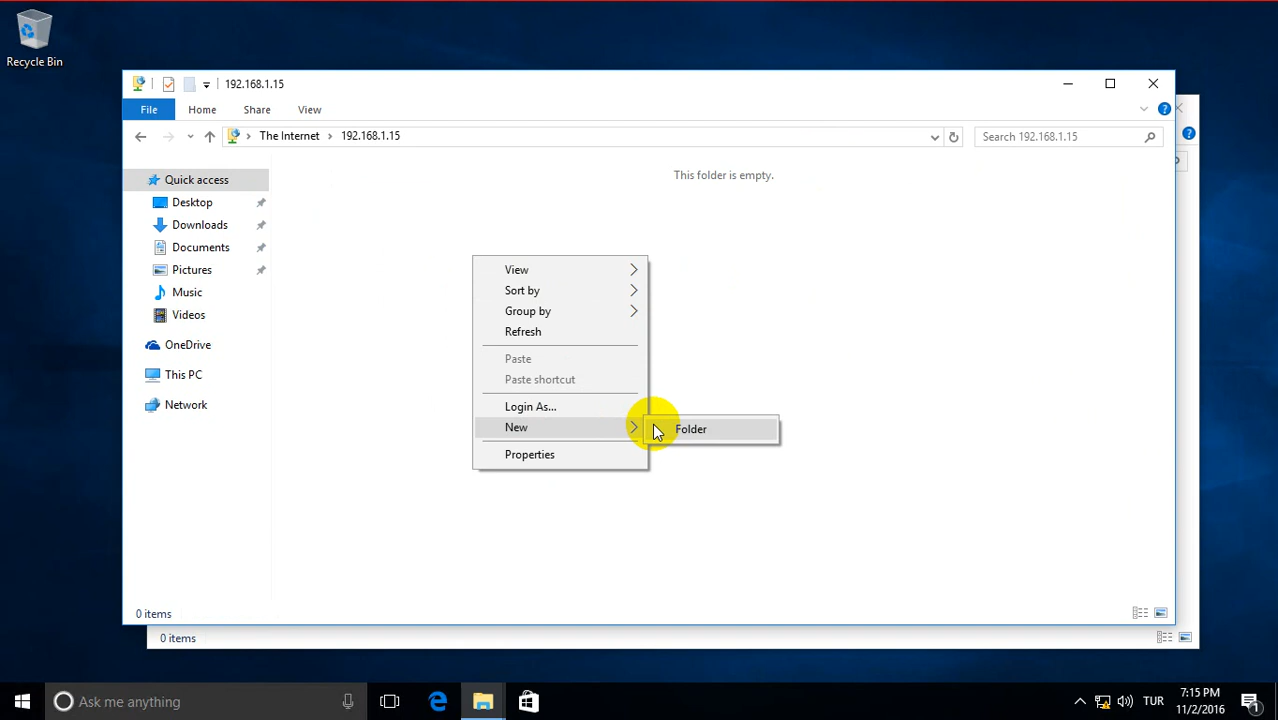 Recycle Bin
192.168.1.15
File Home Share View
The Internet 192.168.1.15
Search 192.168.1.15
This folder is empty.
Quick access
Desktop
Downloads
Documents
Pictures
Music
Videos
OneDrive
This PC
Network
View
Sort by
Group by
Refresh
Paste
Paste shortcut
Login As...
New
Folder
Properties
0 items
0 items
Ask me anything
TUR
7:15 PM
11/2/2016
1